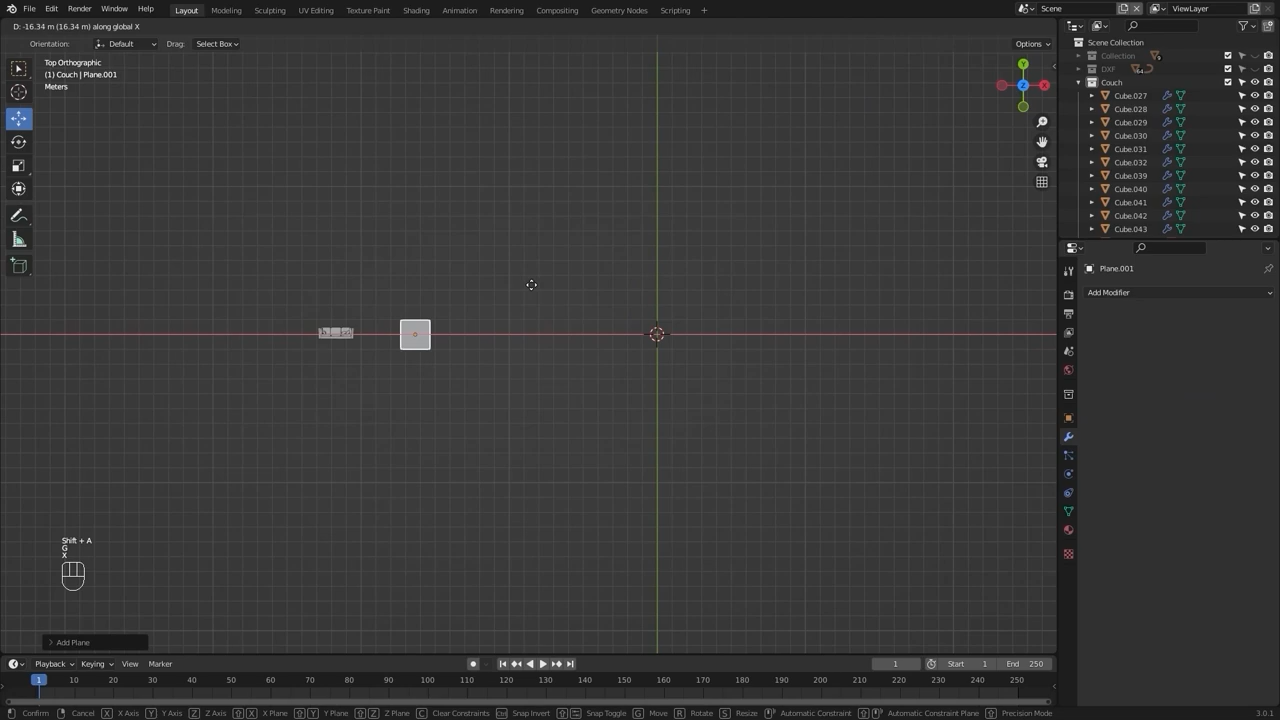 File Edit Render Window Help Layout Modeling Sculpting UV Editing Texture Paint Shading Animation Rendering Compositing Geometry Nodes Scripting + Scene ViewLayer
D: -16.34 m (16.34 m) along global X
Orientation: Default Drag: Select Box Options
Top Orthographic
(1) Couch | Plane.001
Meters
Y
Z
X
Scene Collection
Collection
DXF
Couch
Cube.027
Cube.028
Cube.029
Cube.030
Cube.031
Cube.032
Cube.039
Cube.040
Cube.041
Cube.042
Cube.043
Plane.001
Add Modifier
Shift + A
G
X
Add Plane
Playback Keying View Marker 1 Start 1 End 250
1 10 20 30 40 50 60 70 80 90 100 110 120 130 140 150 160 170 180 190 200 210 220 230 240 250
Confirm Cancel X X Axis Y Y Axis Z Z Axis X X Plane Y Y Plane Z Z Plane C Clear Constraints Snap Invert Snap Toggle G Move R Rotate S Resize Automatic Constraint Automatic Constraint Plane Precision Mode 3.0.1